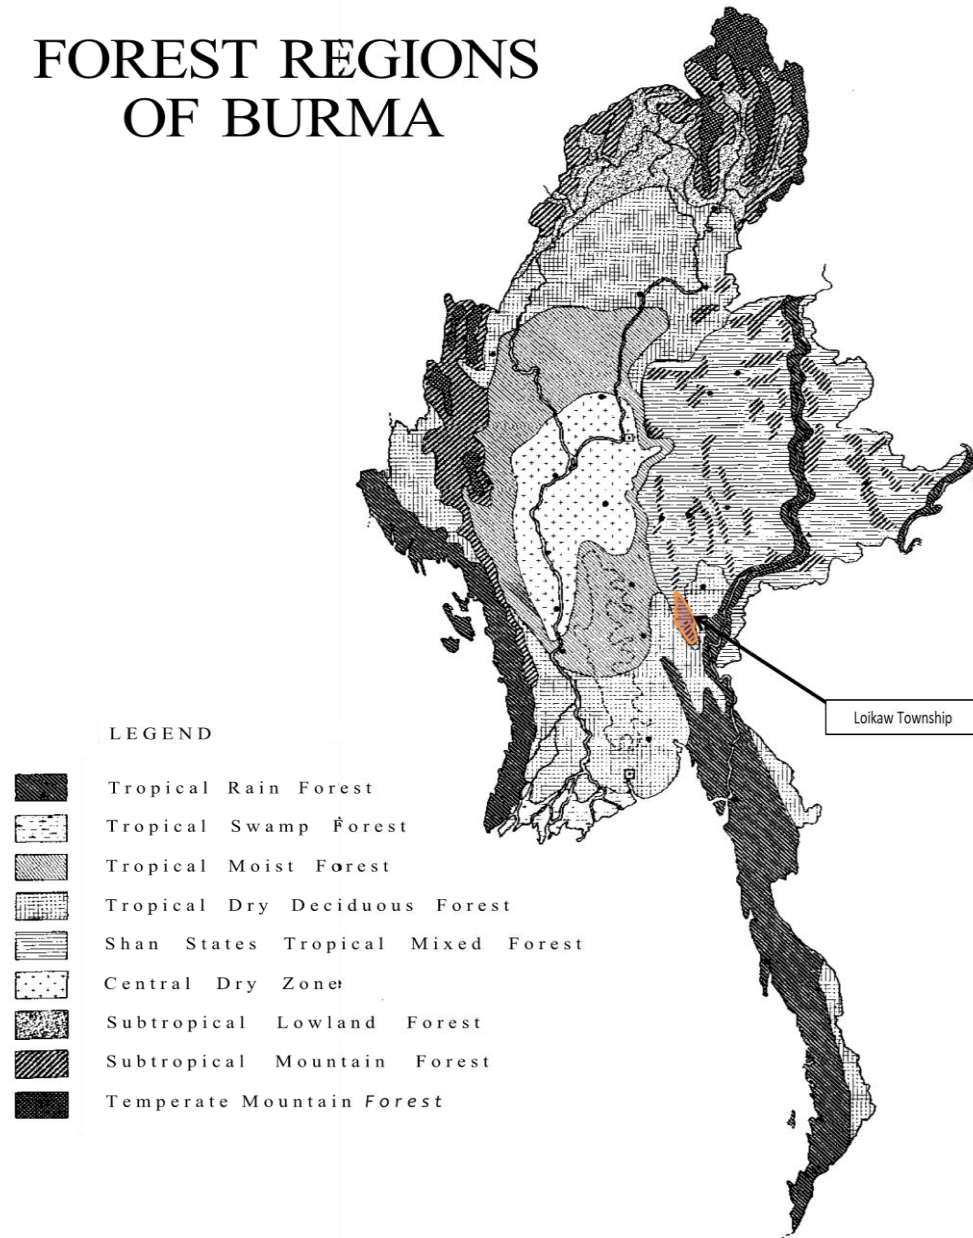 FOREST REGIONS
OF BURMA
Loikaw Township
LEGEND
Tropical Rain Forest
Tropical Swamp Forest
Tropical Moist Forest
Tropical Dry Deciduous Forest
Shan States Tropical Mixed Forest
Central Dry Zone
Subtropical Lowland Forest
Subtropical Mountain Forest
Temperate Mountain Forest